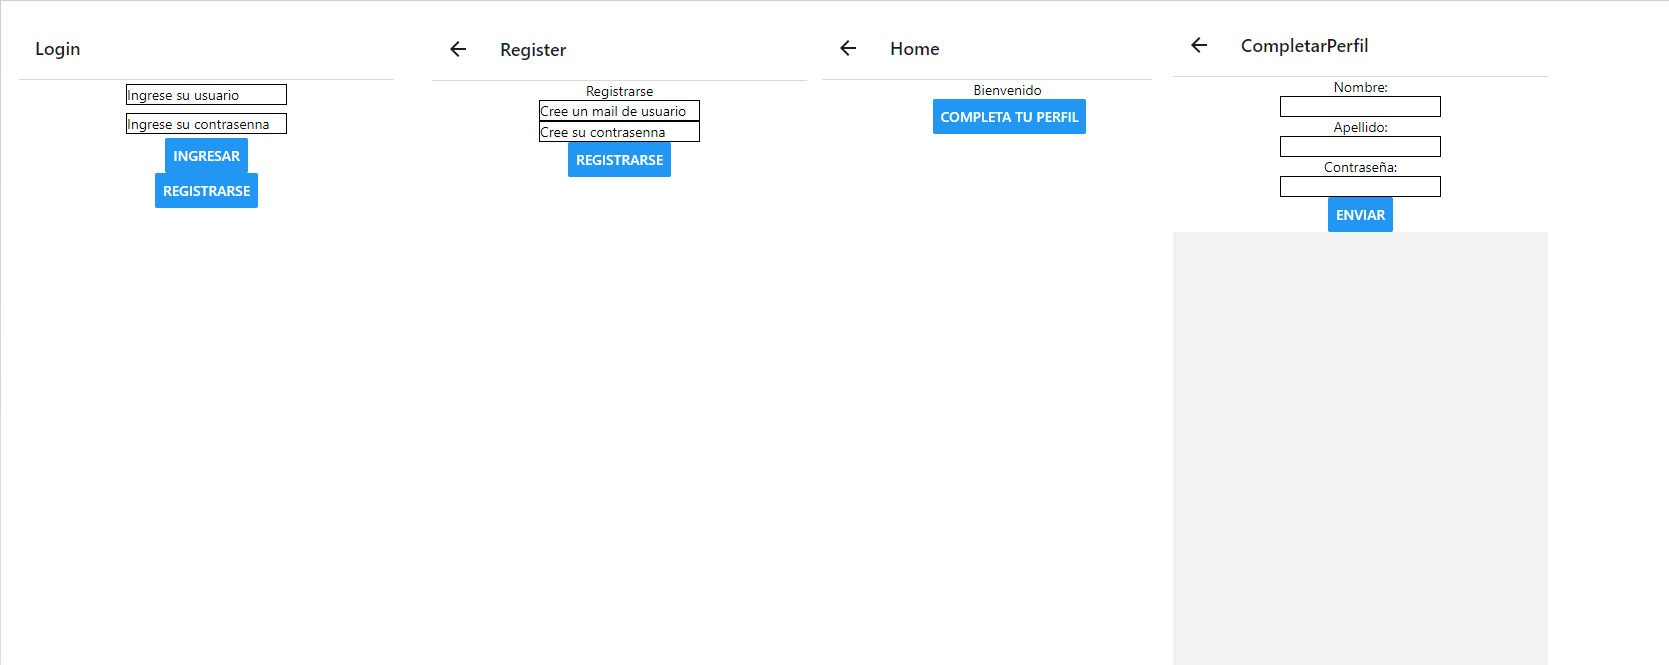 Login
Ingrese su usuario
Ingrese su contrasenna
INGRESAR
REGISTRARSE
Register
Registrarse
Cree un mail de usuario
Cree su contrasenna
REGISTRARSE
Home
Bienvenido
COMPLETA TU PERFIL
CompletarPerfil
Nombre:
Apellido:
Contraseña:
ENVIAR